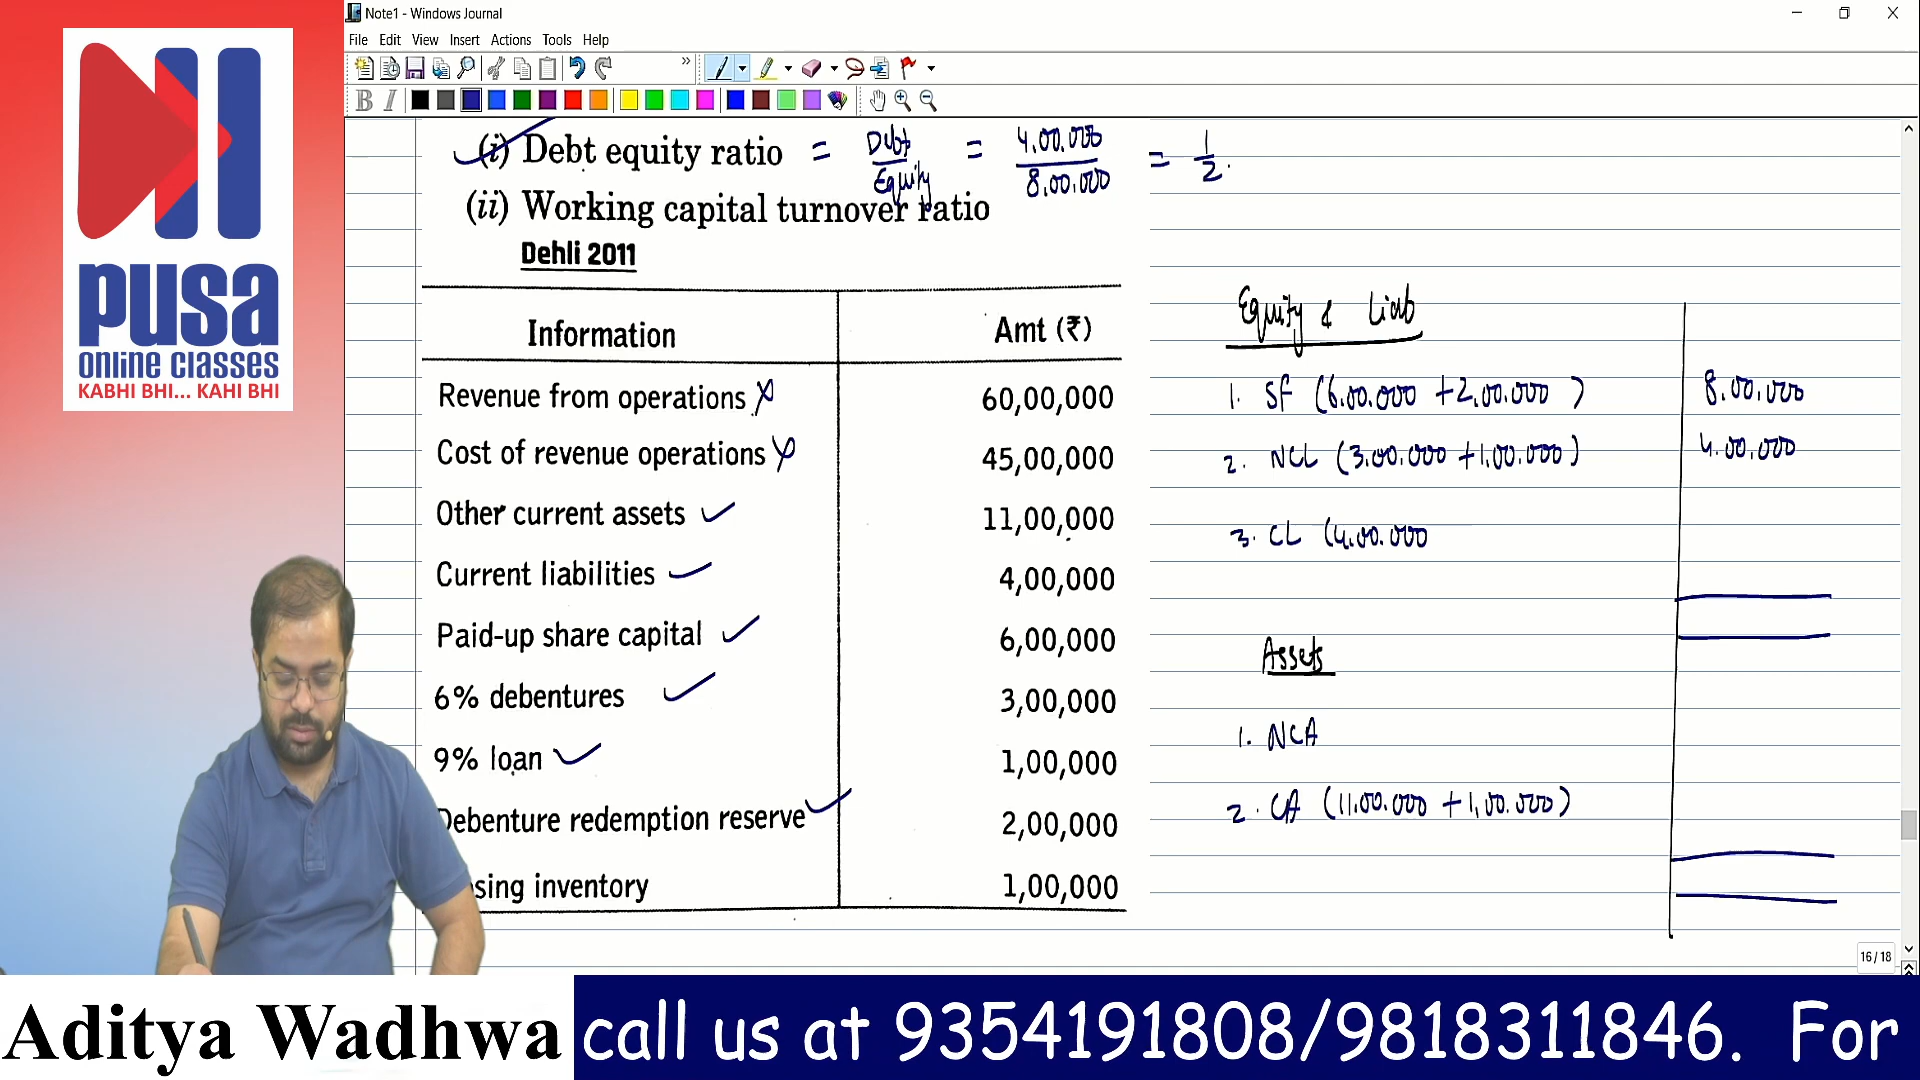 Note1 - Windows Journal
File Edit View Insert Actions Tools Help
B I
pusa
online classes
KABHI BHI... KAHI BHI
(i) Debt equity ratio = Debt / Equity = 4,00,000 / 8,00,000 = 1/2.
(ii) Working capital turnover ratio
Dehli 2011
Information Amt (₹)
Revenue from operations 60,00,000
Cost of revenue operations 45,00,000
Other current assets 11,00,000
Current liabilities 4,00,000
Paid-up share capital 6,00,000
6% debentures 3,00,000
9% loan 1,00,000
Debenture redemption reserve 2,00,000
sing inventory 1,00,000
Equity & Liab
1. SF (6,00,000 + 2,00,000) 8,00,000
2. NCL (3,00,000 + 1,00,000) 4,00,000
3. CL (4,00,000
Assets
1. NCA
2. CA (11,00,000 + 1,00,000)
16 / 18
Aditya Wadhwa
call us at 9354191808/9818311846. For